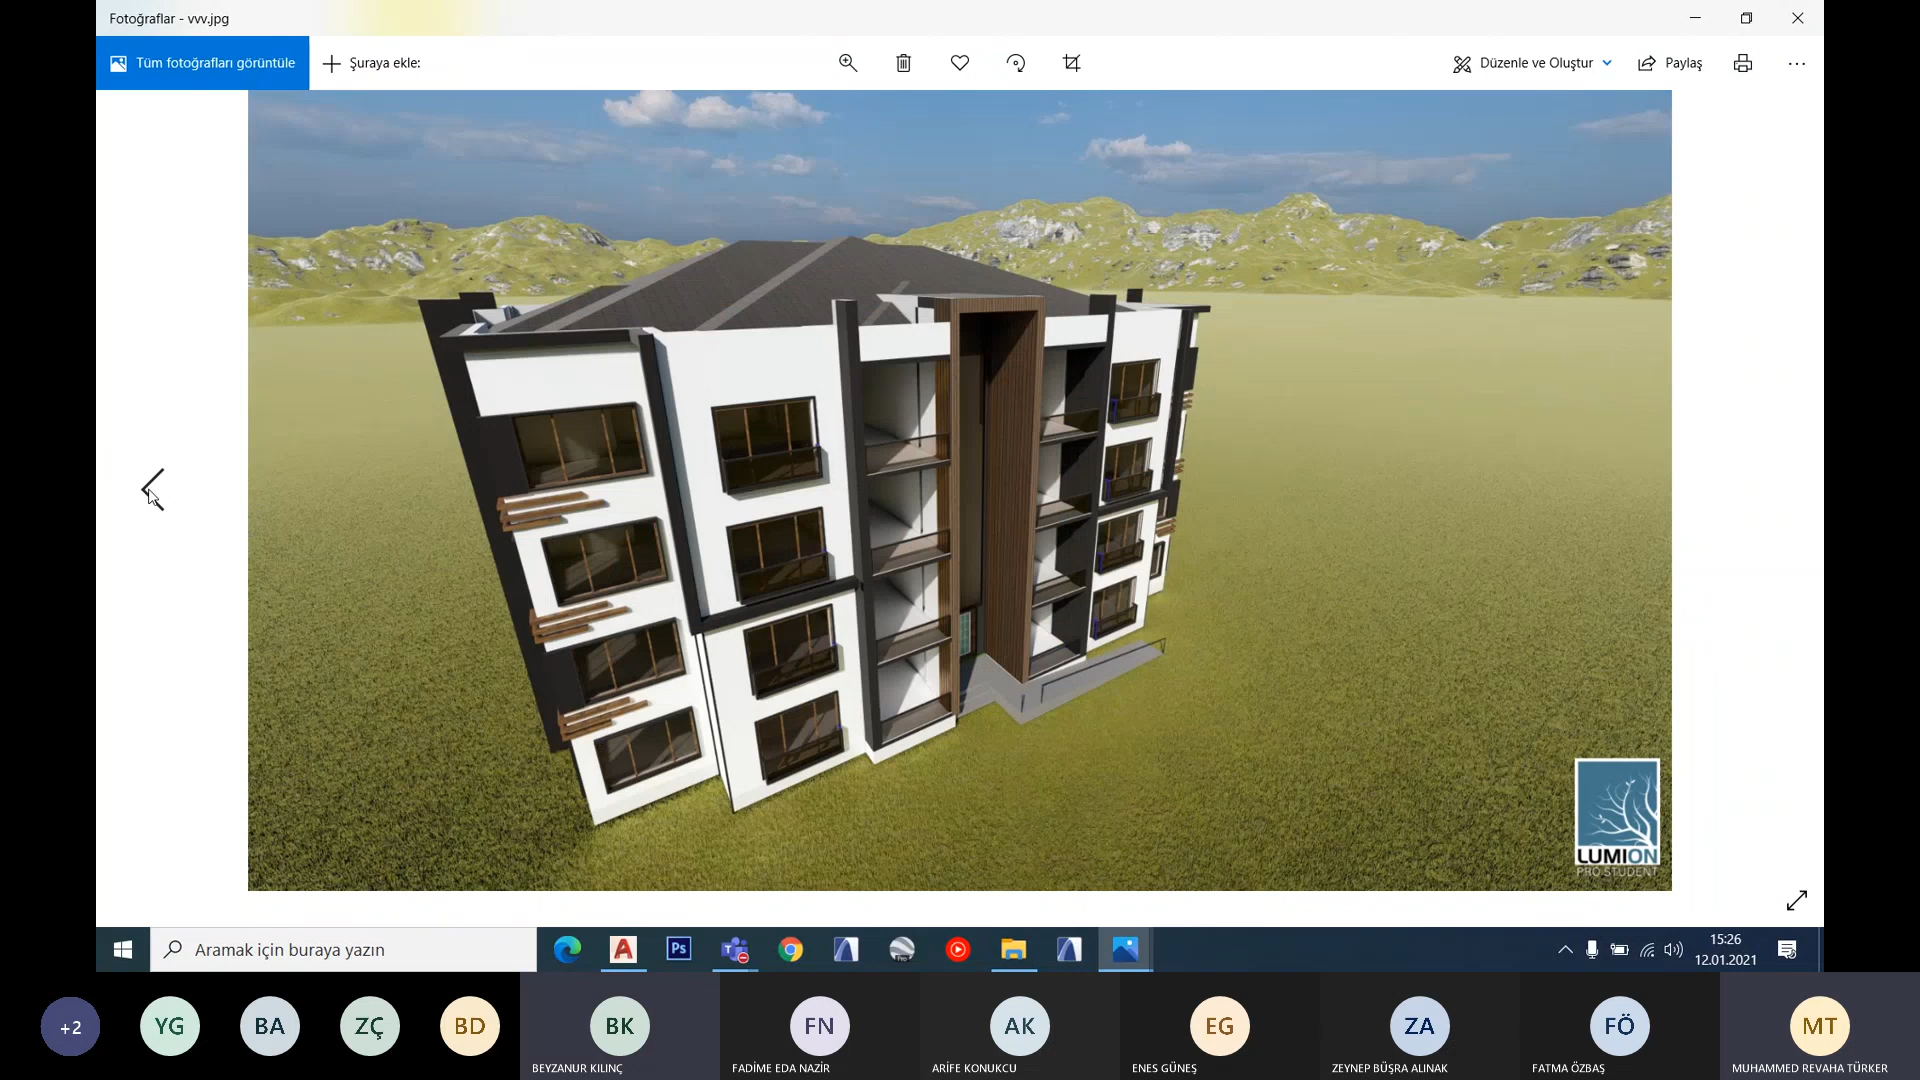 Fotoğraflar - vvv.jpg
Tüm fotoğrafları görüntüle
Şuraya ekle:
Düzenle ve Oluştur
Paylaş
LUMION
PRO STUDENT
Aramak için buraya yazın
Ps
15:26
12.01.2021
+2
YG
BA
ZÇ
BD
BK
FN
AK
EG
ZA
FÖ
MT
BEYZANUR KILINÇ
FADİME EDA NAZİR
ARİFE KONUKCU
ENES GÜNEŞ
ZEYNEP BÜŞRA ALINAK
FATMA ÖZBAŞ
MUHAMMED REVAHA TÜRKER